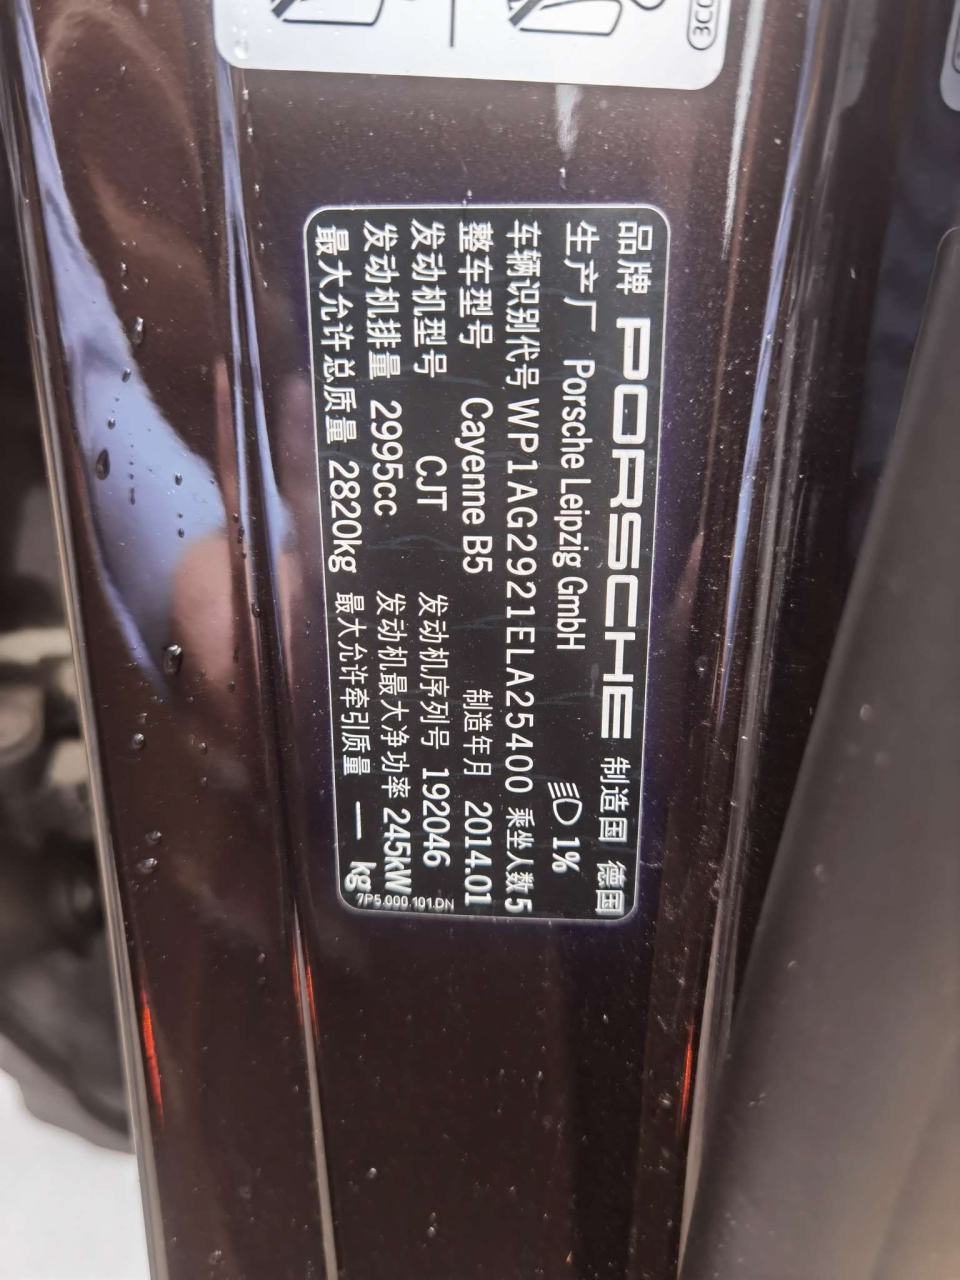 品牌 PORSCHE 制造国 德国
生产厂 Porsche Leipzig GmbH 1%
车辆识别代号 WP1AG2921ELA25400 乘坐人数 5
整车型号 Cayenne B5 制造年月 2014.01
发动机型号 CJT 发动机序列号 192046
发动机排量 2995cc 发动机最大净功率 245kW
最大允许总质量 2820kg 最大允许牵引质量 — kg
7P5.000.101.DN